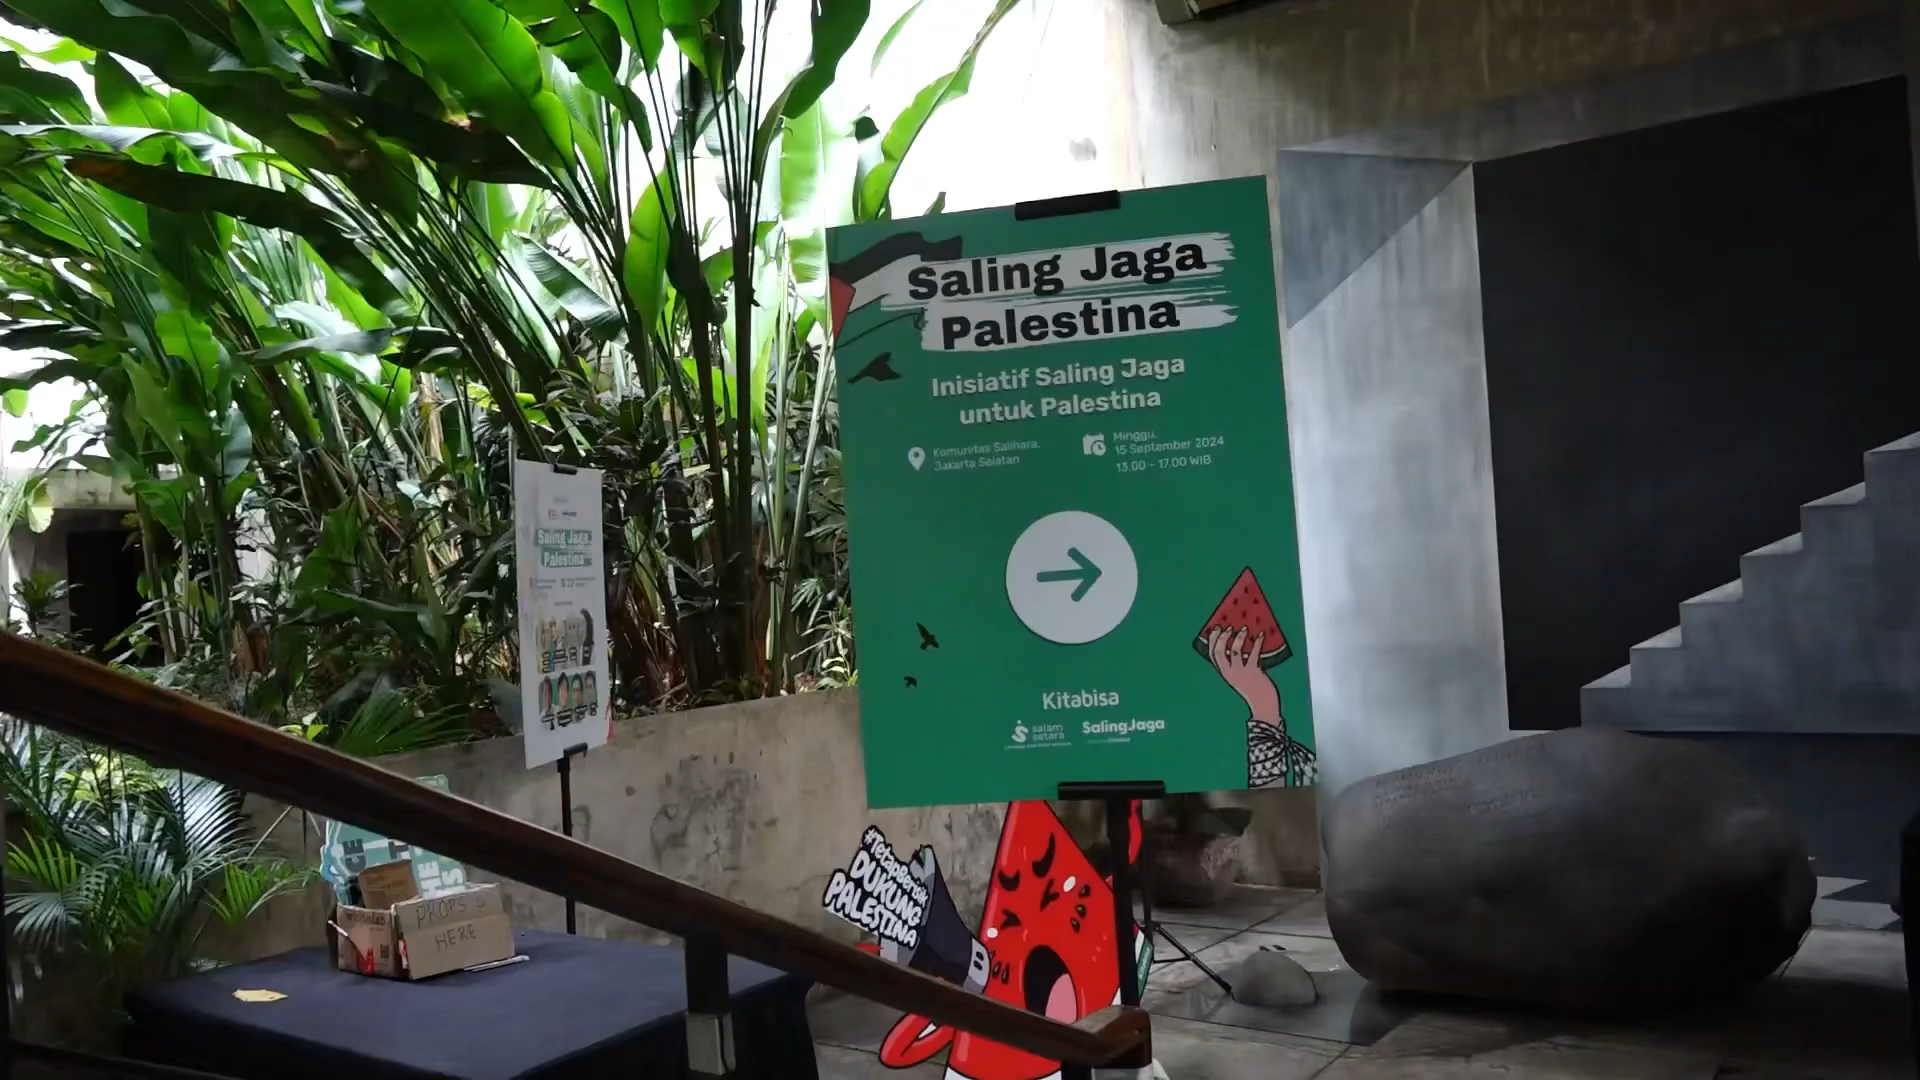 Saling Jaga
Palestina
Inisiatif Saling Jaga
untuk Palestina
Komunitas Salihara,
Jakarta Selatan
Minggu,
15 September 2024
13.00 - 17.00 WIB
Kitabisa
salam
setara
SalingJaga
Saling Jaga
Palestina
#TetapBerisik
DUKUNG
PALESTINA
PROPS
HERE